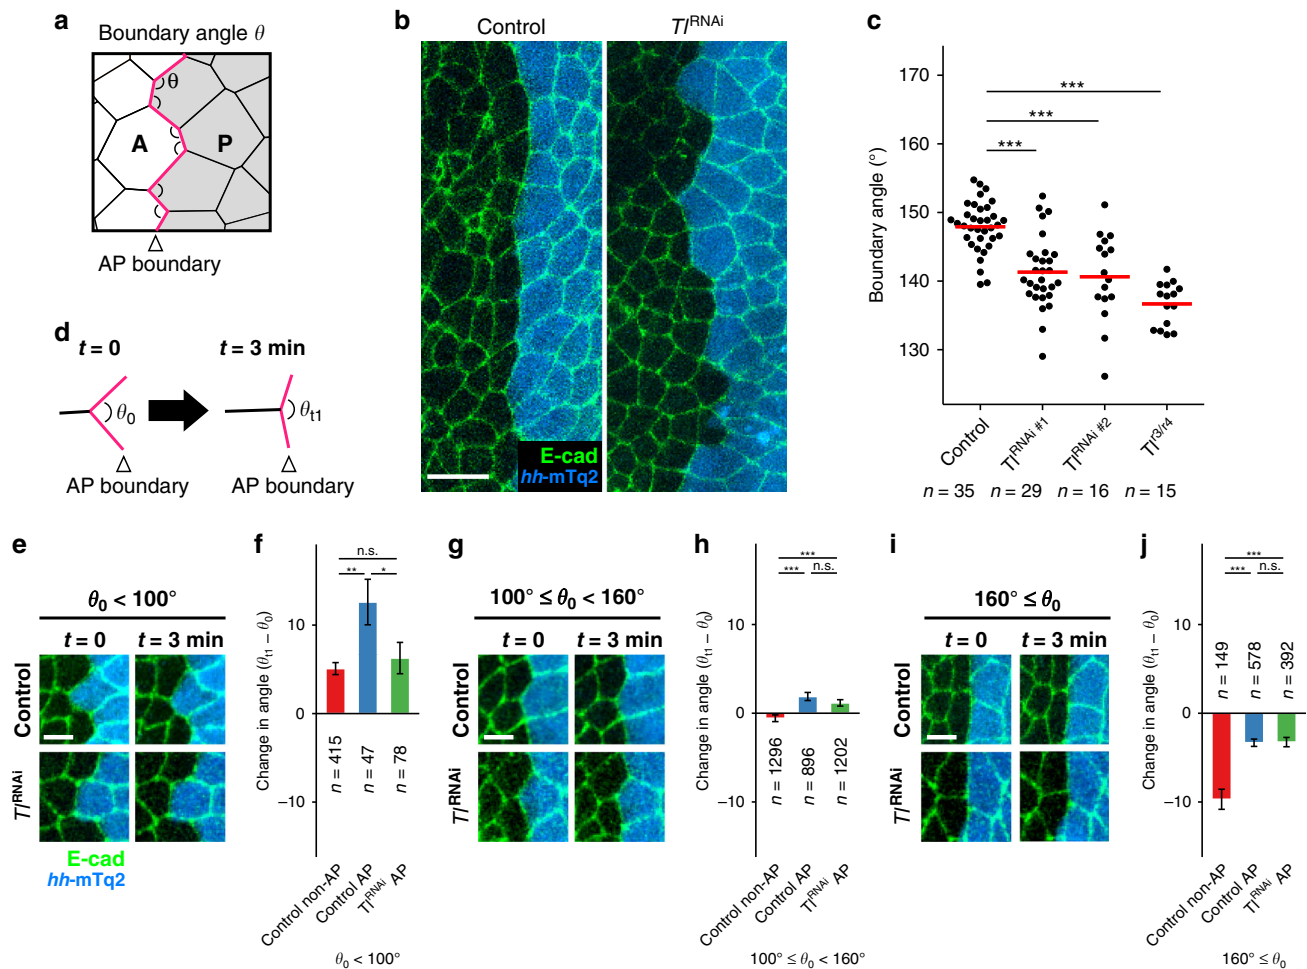 a
Boundary angle θ
θ
A
P
AP boundary
b
Control
Tl^RNAi
E-cad
hh-mTq2
c
Boundary angle (°)
170
160
150
140
130
***
***
***
Control
Tl^RNAi #1
Tl^RNAi #2
Tl^r3/r4
n = 35
n = 29
n = 16
n = 15
d
t = 0
t = 3 min
θ0
θt1
AP boundary
AP boundary
e
θ0 < 100°
t = 0
t = 3 min
Control
Tl^RNAi
E-cad
hh-mTq2
f
Change in angle (θt1 – θ0)
10
0
–10
n.s.
**
*
n = 415
n = 47
n = 78
Control non-AP
Control AP
Tl^RNAi AP
θ0 < 100°
g
100° ≤ θ0 < 160°
t = 0
t = 3 min
Control
Tl^RNAi
h
Change in angle (θt1 – θ0)
10
0
–10
***
***
n.s.
n = 1296
n = 896
n = 1202
Control non-AP
Control AP
Tl^RNAi AP
100° ≤ θ0 < 160°
i
160° ≤ θ0
t = 0
t = 3 min
Control
Tl^RNAi
j
Change in angle (θt1 – θ0)
10
0
–10
***
***
n.s.
n = 149
n = 578
n = 392
Control non-AP
Control AP
Tl^RNAi AP
160° ≤ θ0